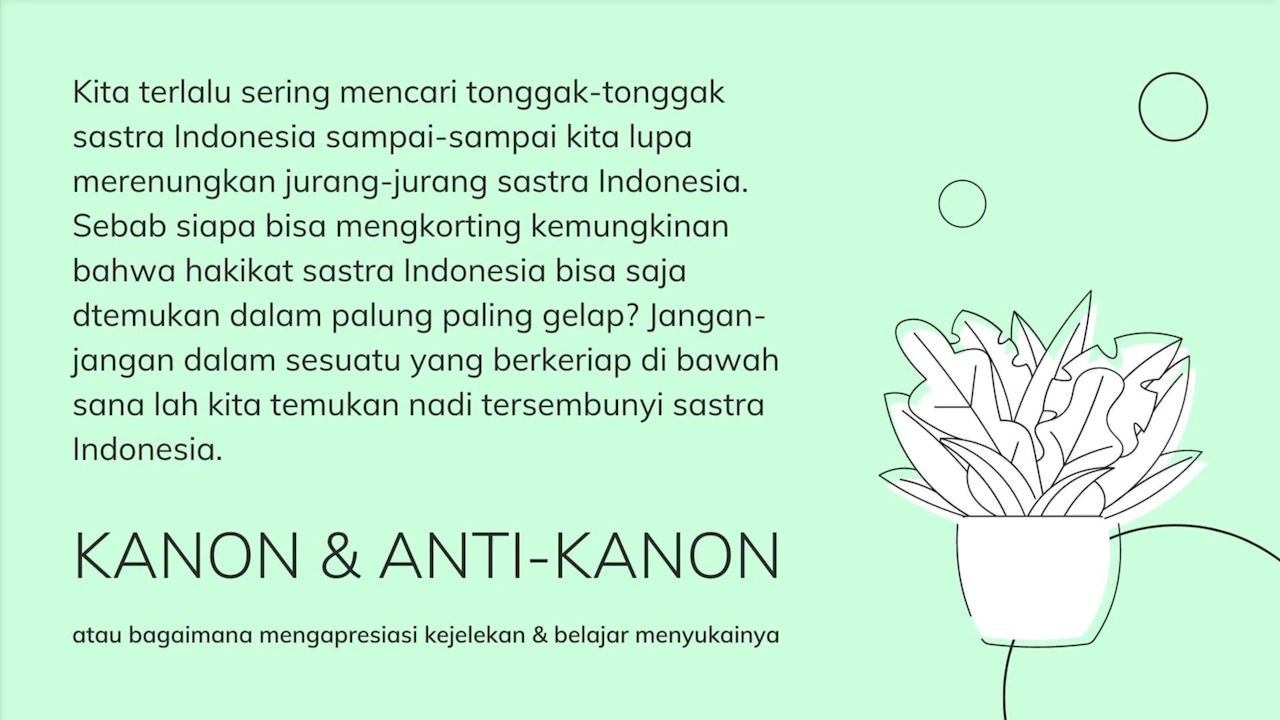 Kita terlalu sering mencari tonggak-tonggak
sastra Indonesia sampai-sampai kita lupa
merenungkan jurang-jurang sastra Indonesia.
Sebab siapa bisa mengkorting kemungkinan
bahwa hakikat sastra Indonesia bisa saja
dtemukan dalam palung paling gelap? Jangan-
jangan dalam sesuatu yang berkeriap di bawah
sana lah kita temukan nadi tersembunyi sastra
Indonesia.
KANON & ANTI-KANON
atau bagaimana mengapresiasi kejelekan & belajar menyukainya